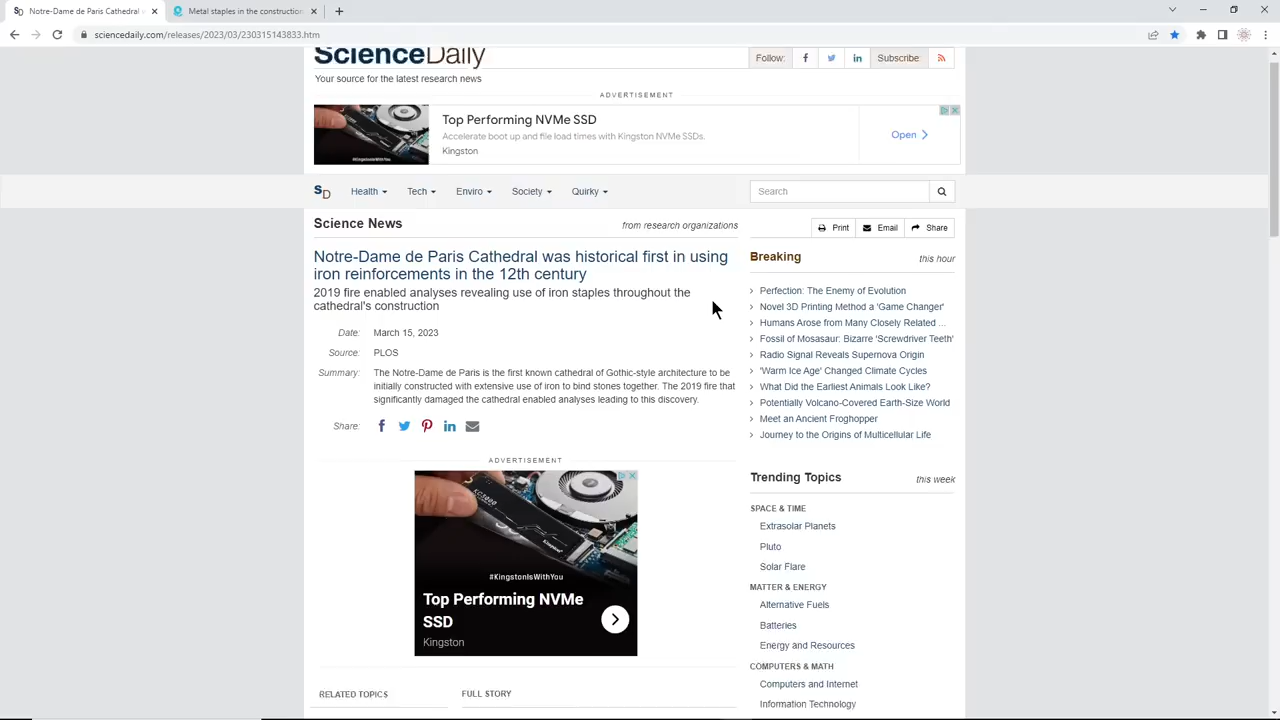 Notre-Dame de Paris Cathedral
Metal staples in the construction
sciencedaily.com/releases/2023/03/230315143833.htm
ScienceDaily
Your source for the latest research news
Follow:
Subscribe:
ADVERTISEMENT
Top Performing NVMe SSD
Accelerate boot up and file load times with Kingston NVMe SSDs.
Kingston
Open
#KingstonIsWithYou
SD
Health
Tech
Enviro
Society
Quirky
Search
Science News
from research organizations
Print
Email
Share
Notre-Dame de Paris Cathedral was historical first in using
iron reinforcements in the 12th century
2019 fire enabled analyses revealing use of iron staples throughout the
cathedral's construction
Date: March 15, 2023
Source: PLOS
Summary: The Notre-Dame de Paris is the first known cathedral of Gothic-style architecture to be
initially constructed with extensive use of iron to bind stones together. The 2019 fire that
significantly damaged the cathedral enabled analyses leading to this discovery.
Share:
ADVERTISEMENT
KC3000
Kingston
#KingstonIsWithYou
Top Performing NVMe
SSD
Kingston
RELATED TOPICS
FULL STORY
Breaking
this hour
Perfection: The Enemy of Evolution
Novel 3D Printing Method a 'Game Changer'
Humans Arose from Many Closely Related ...
Fossil of Mosasaur: Bizarre 'Screwdriver Teeth'
Radio Signal Reveals Supernova Origin
'Warm Ice Age' Changed Climate Cycles
What Did the Earliest Animals Look Like?
Potentially Volcano-Covered Earth-Size World
Meet an Ancient Froghopper
Journey to the Origins of Multicellular Life
Trending Topics
this week
SPACE & TIME
Extrasolar Planets
Pluto
Solar Flare
MATTER & ENERGY
Alternative Fuels
Batteries
Energy and Resources
COMPUTERS & MATH
Computers and Internet
Information Technology